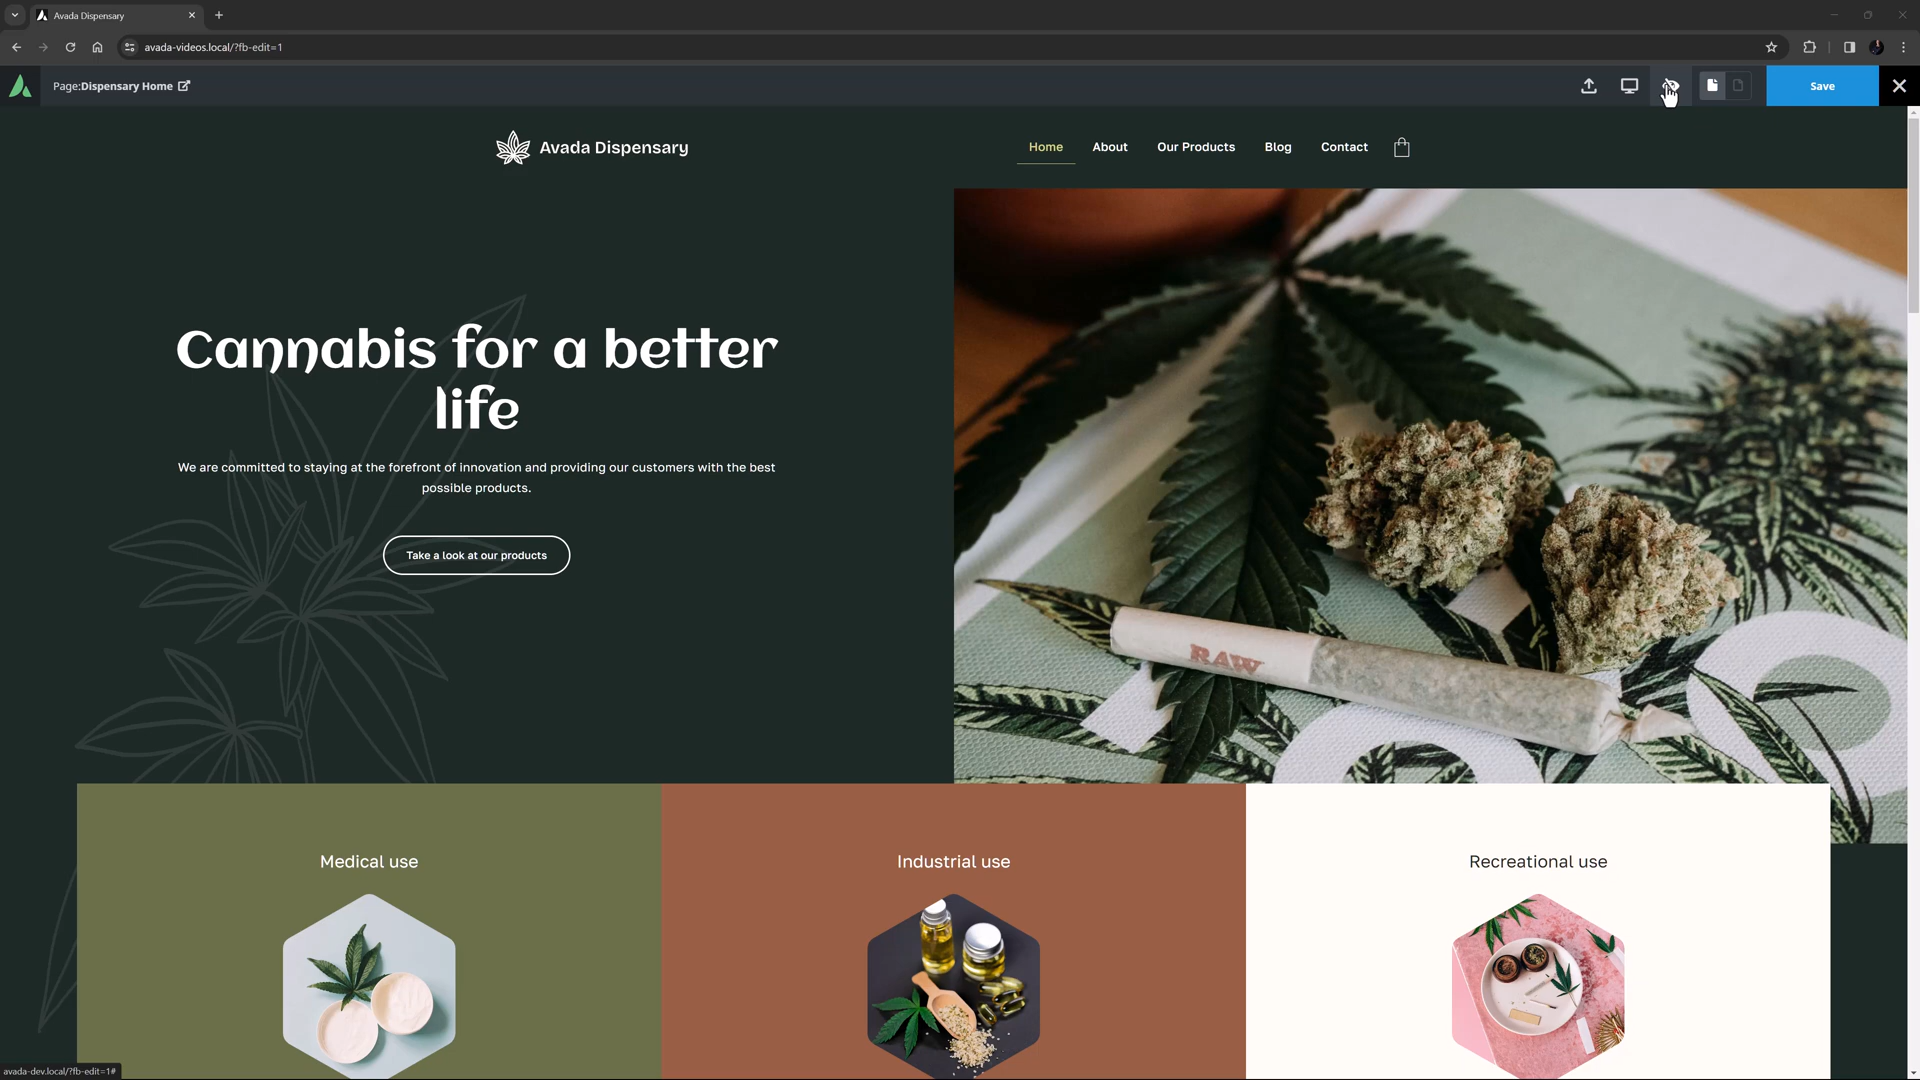 Avada Dispensary
avada-videos.local/?fb-edit=1
Page:Dispensary Home
Save
Avada Dispensary
Home
About
Our Products
Blog
Contact
Cannabis for a better
life
We are committed to staying at the forefront of innovation and providing our customers with the best
possible products.
Take a look at our products
RAW
Medical use
Industrial use
Recreational use
avada-dev.local/?fb-edit=1#